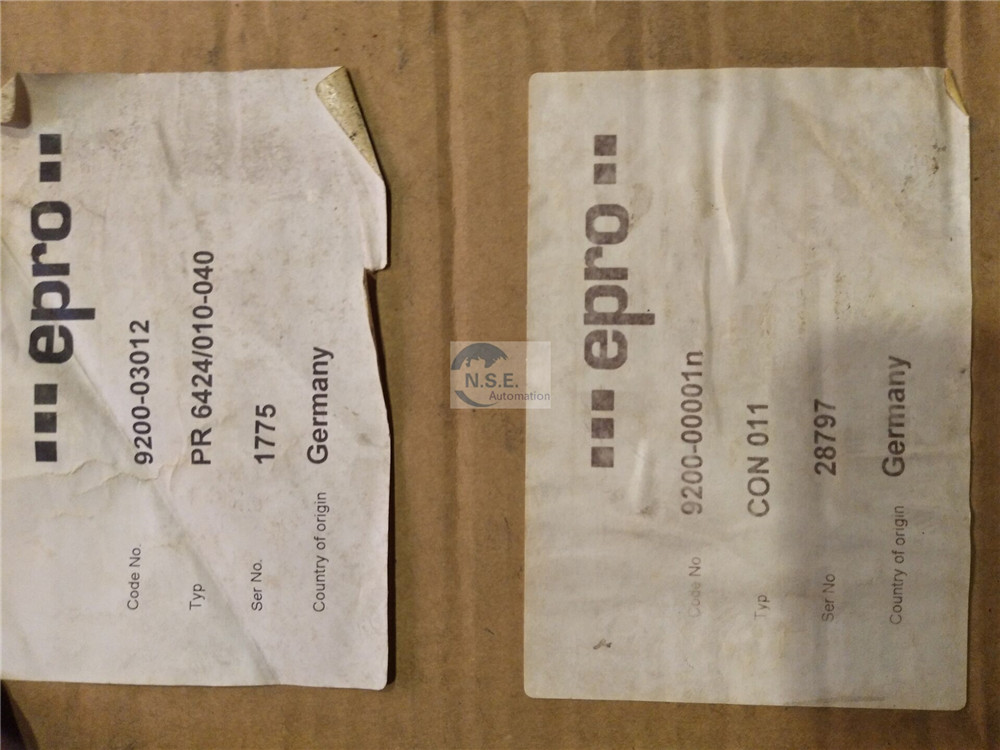 epro
Code No. 9200-03012
Typ PR 6424/010-040
Ser No. 1775
Country of origin Germany
epro
Code No 9200-00001n
Typ CON 011
Ser No 28797
Country of origin Germany
N.S.E.
Automation